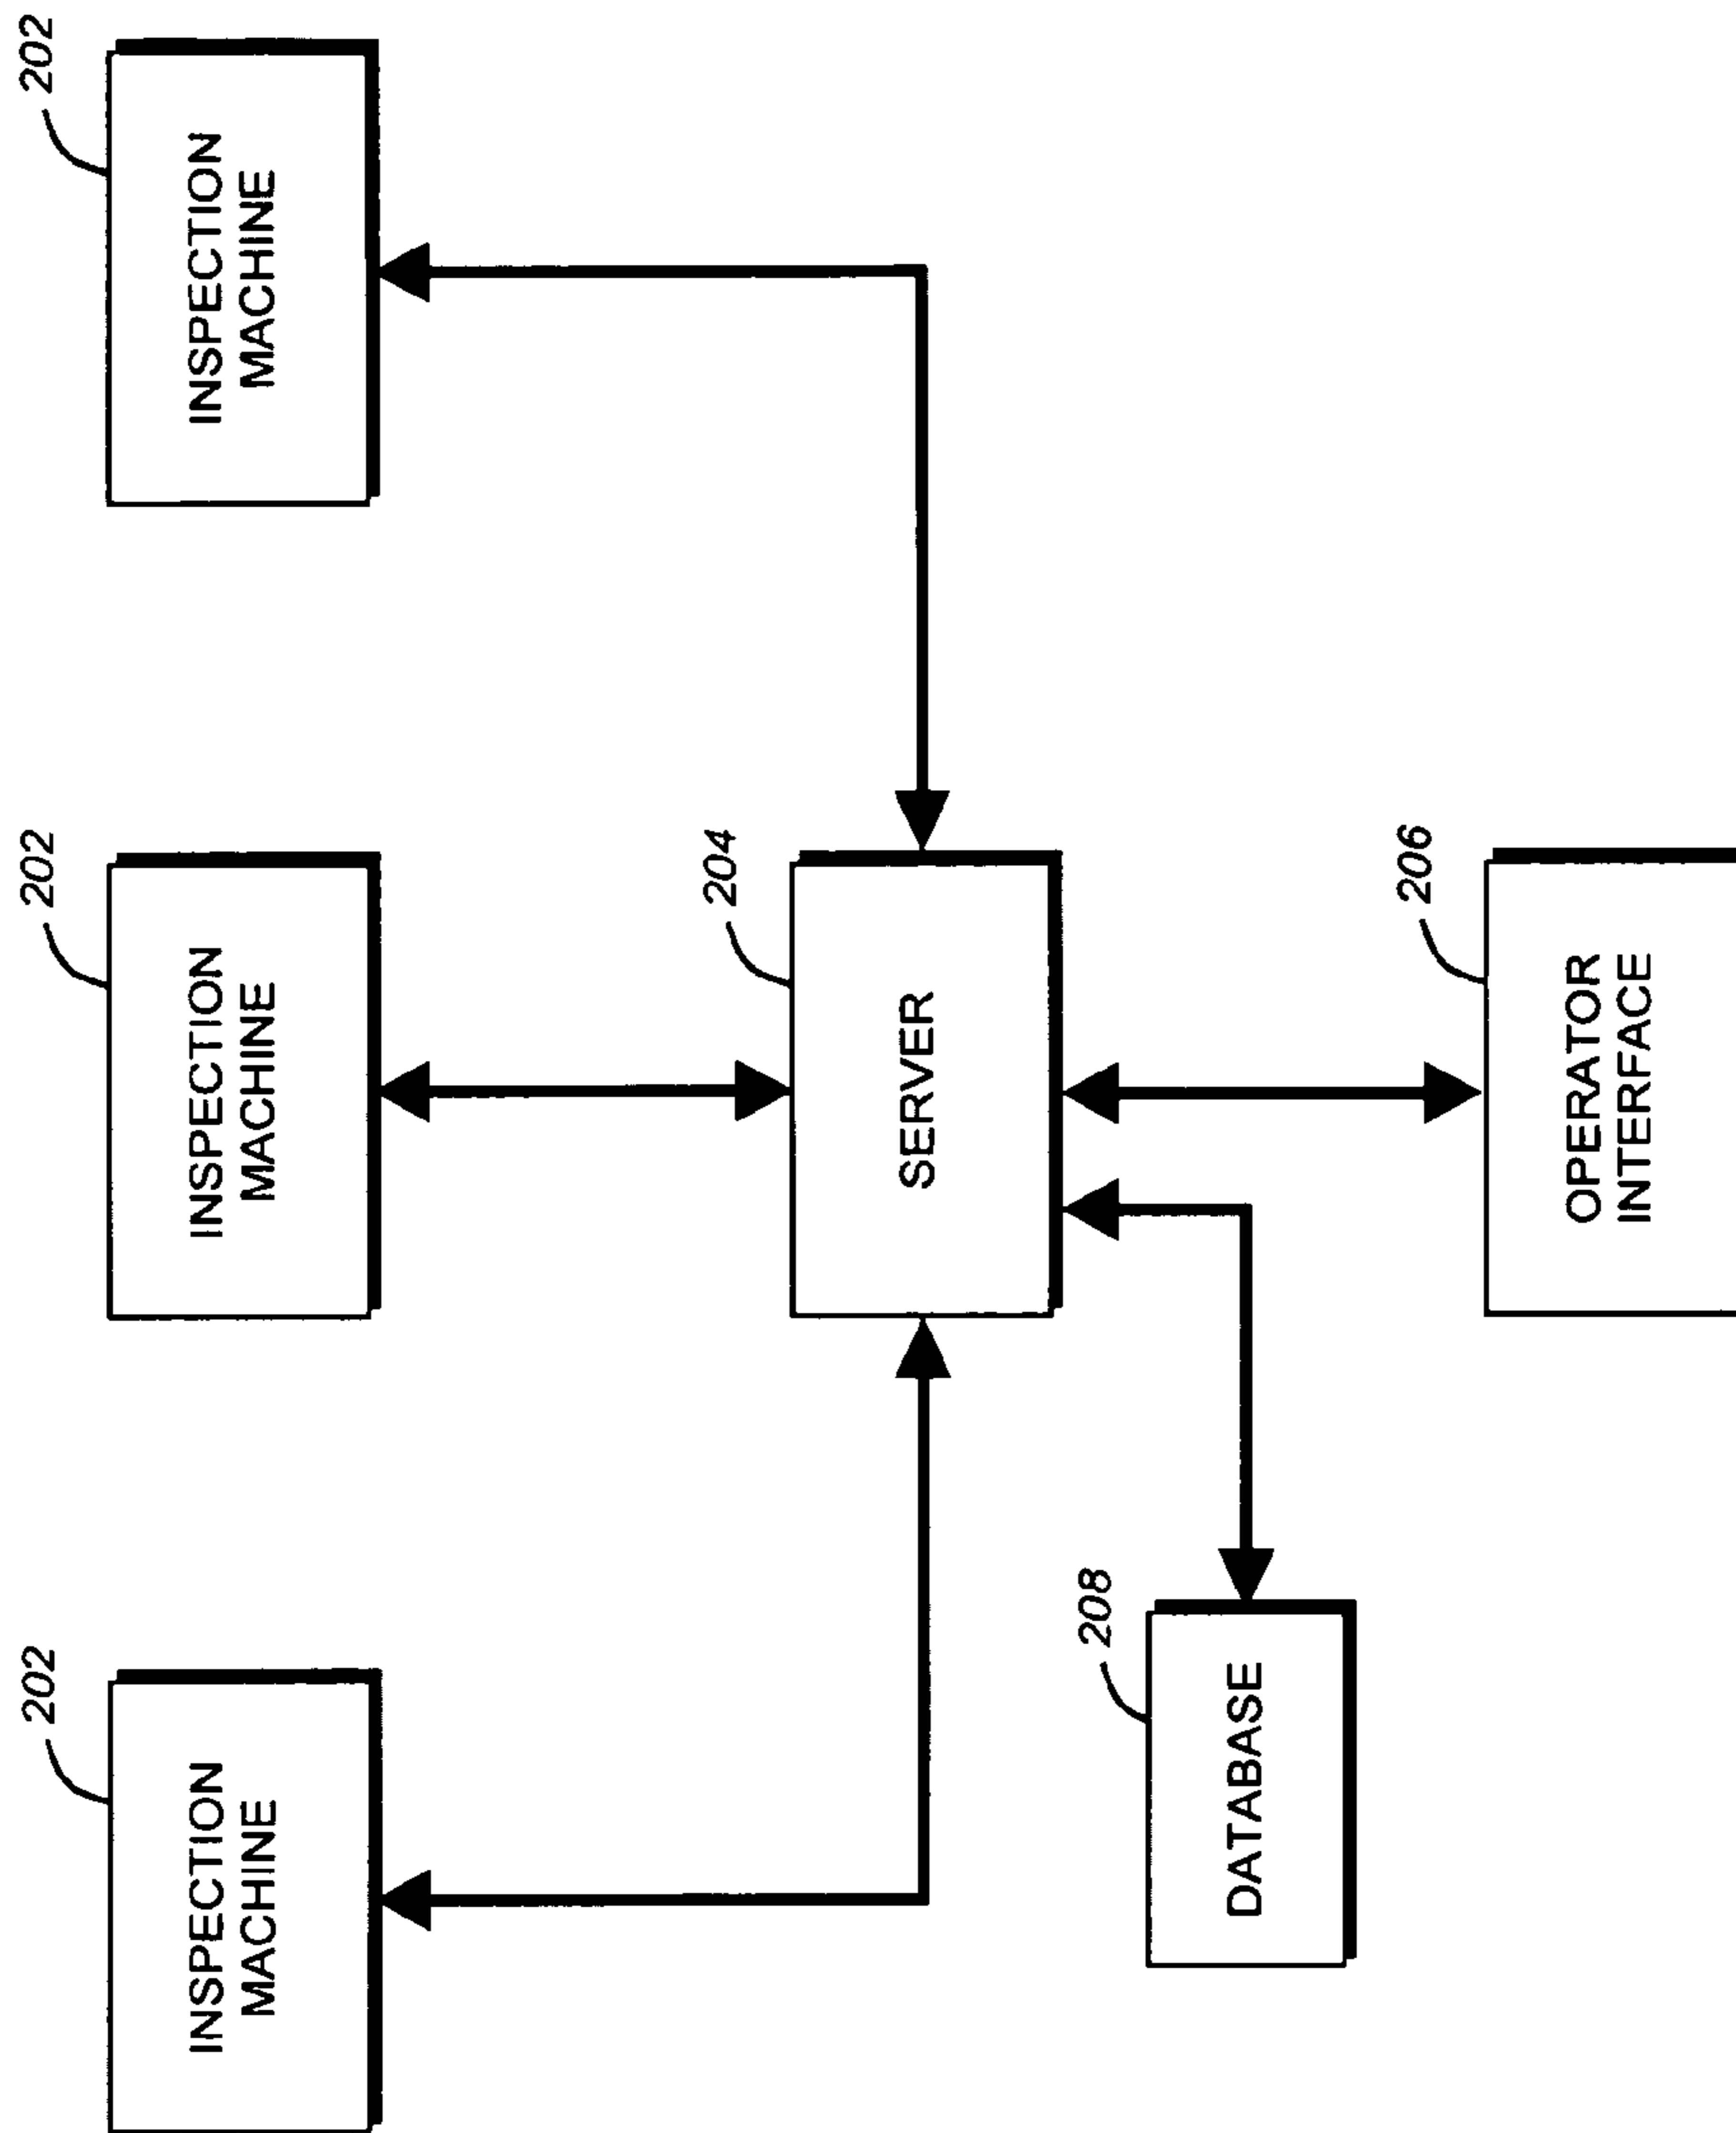 202
INSPECTION
MACHINE
202
INSPECTION
MACHINE
202
INSPECTION
MACHINE
204
SERVER
208
DATABASE
206
OPERATOR
INTERFACE